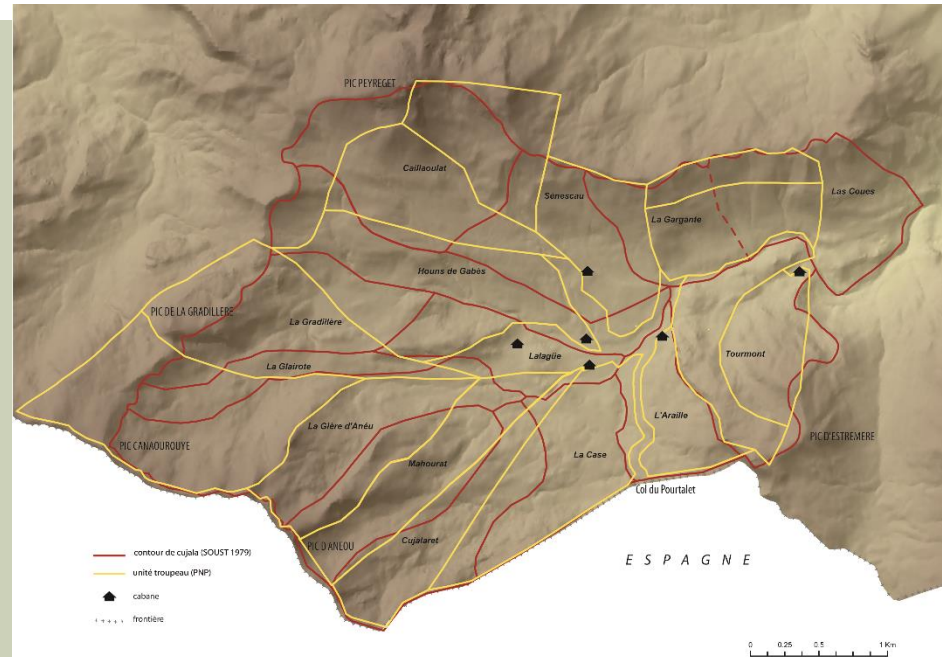 PIC PEYREGET
Caillaoulat
Senescau
Las Coues
La Gargante
Houns de Gabès
PIC DE LA GRADILLERE
La Gradillère
Lalagüe
Tourmont
La Glairote
L'Araille
La Glère d'Anéu
PIC D'ESTREMERE
PIC CANAOUROUYE
La Case
Mahourat
Col du Pourtalet
Cujalaret
PIC D'ANEOU
ESPAGNE
contour de cujala (SOUST 1979)
unité troupeau (PNP)
cabane
frontière
0 0.25 0.5 1 Km